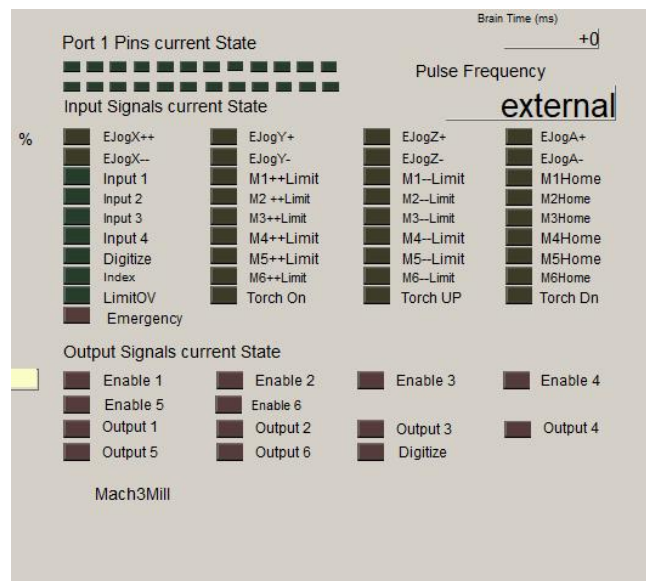 Brain Time (ms)
+0
Port 1 Pins current State
Pulse Frequency
external
Input Signals current State
%
EJogX++ EJogY+ EJogZ+ EJogA+
EJogX-- EJogY- EJogZ- EJogA-
Input 1 M1++Limit M1--Limit M1Home
Input 2 M2 ++Limit M2--Limit M2Home
Input 3 M3++Limit M3--Limit M3Home
Input 4 M4++Limit M4--Limit M4Home
Digitize M5++Limit M5--Limit M5Home
Index M6++Limit M6--Limit M6Home
LimitOV Torch On Torch UP Torch Dn
Emergency
Output Signals current State
Enable 1 Enable 2 Enable 3 Enable 4
Enable 5 Enable 6
Output 1 Output 2 Output 3 Output 4
Output 5 Output 6 Digitize
Mach3Mill